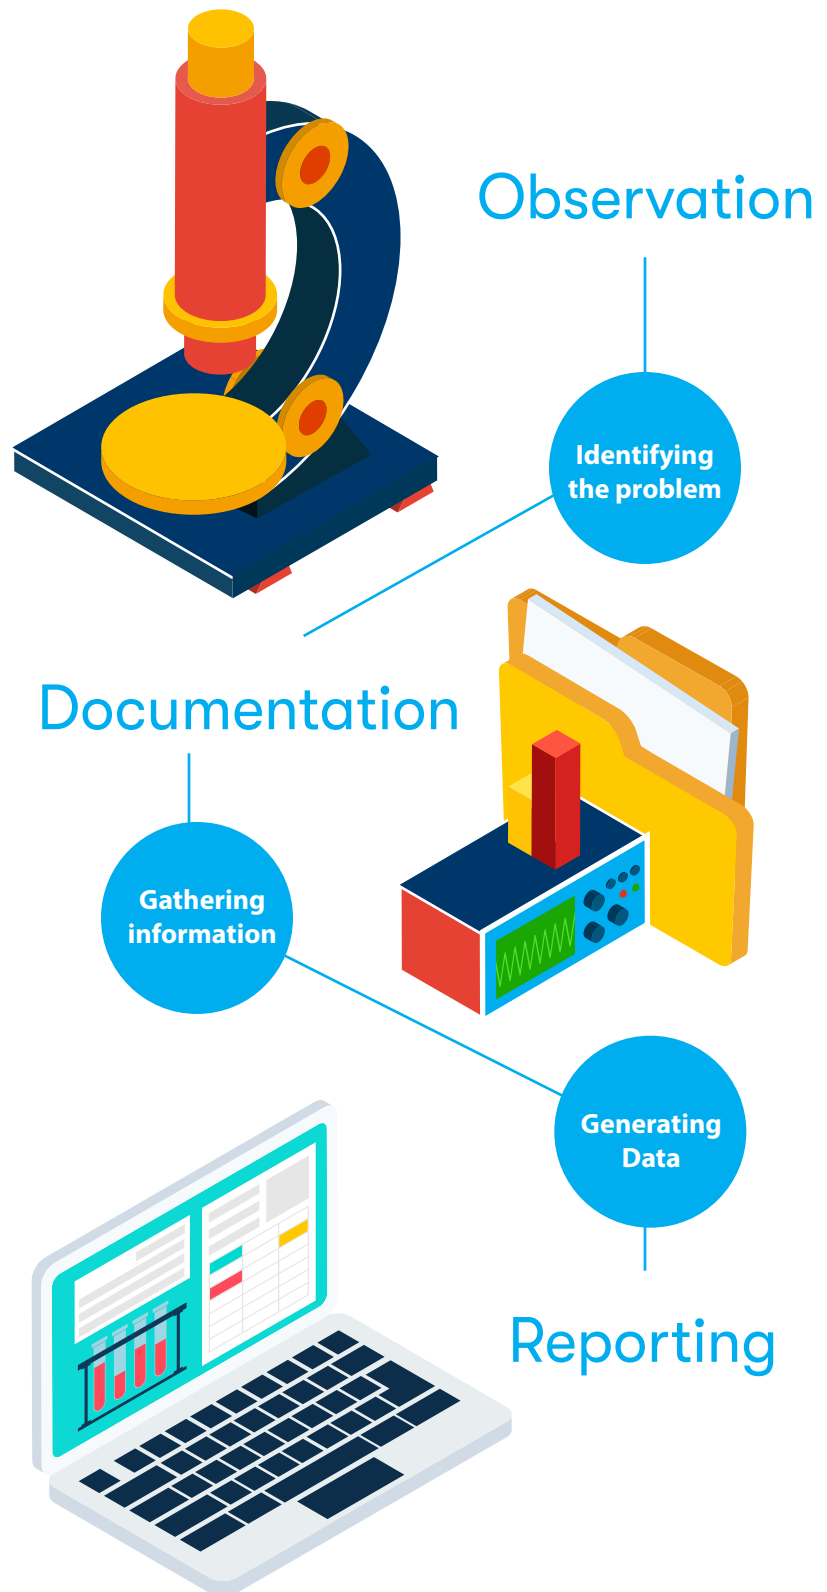 Observation
Identifying
the problem
Documentation
Gathering
information
Generating
Data
Reporting